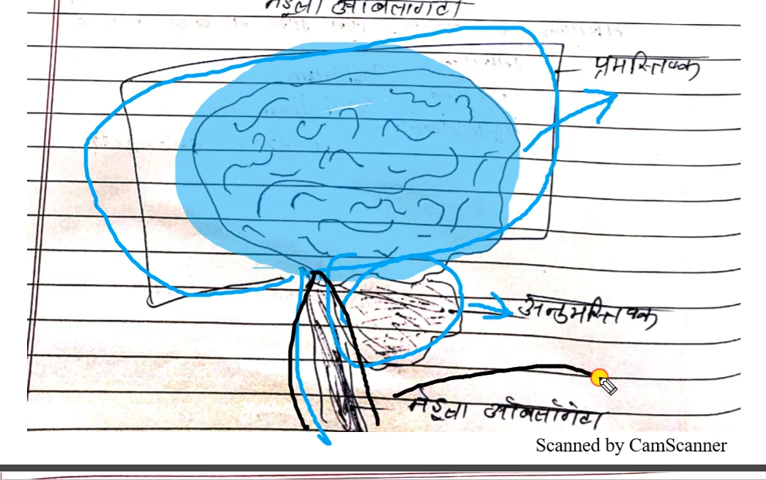 मेडूला ऑबलांगेटा
प्रमस्तिष्क
अनुमस्तिष्क
मेडूला ऑबलांगेटा
Scanned by CamScanner